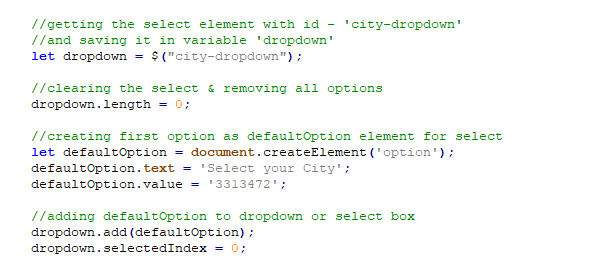 //getting the select element with id - 'city-dropdown'
//and saving it in variable 'dropdown'
let dropdown = $("city-dropdown");
//clearing the select & removing all options
dropdown.length = 0;
//creating first option as defaultOption element for select
let defaultOption = document.createElement('option');
defaultOption.text = 'Select your City';
defaultOption.value = '3313472';
//adding defaultOption to dropdown or select box
dropdown.add(defaultOption);
dropdown.selectedIndex = 0;